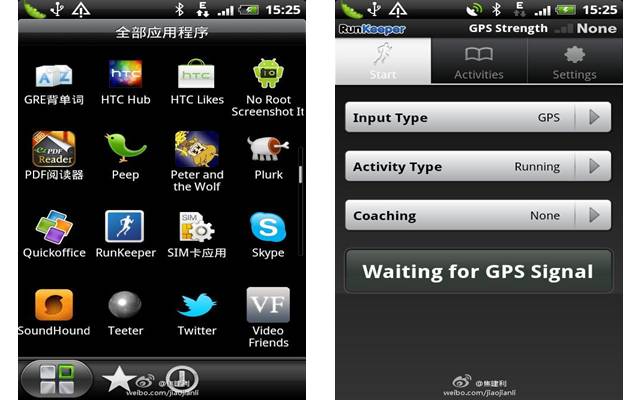 15:25
全部应用程序
GRE背单词
HTC Hub
HTC Likes
No Root
Screenshot It
PDF阅读器
Peep
Peter and
the Wolf
Plurk
Quickoffice
RunKeeper
SIM卡应用
Skype
SoundHound
Teeter
Twitter
Video
Friends
@焦建利
weibo.com/jiaojianli
15:25
RunKeeper
GPS Strength
None
Start
Activities
Settings
Input Type
GPS
Activity Type
Running
Coaching
None
Waiting for GPS Signal
@焦建利
weibo.com/jiaojianli